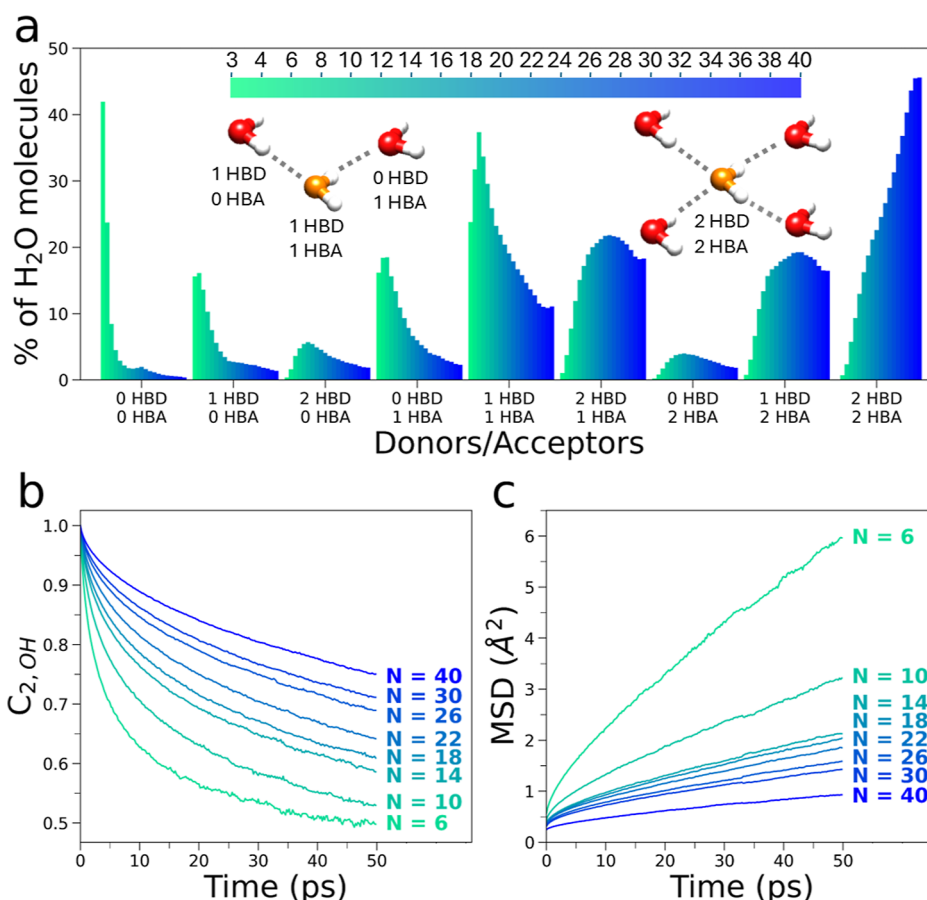 a
% of H2O molecules
50
40
30
20
10
0
3 4 6 8 10 12 14 16 18 20 22 24 26 28 30 32 34 36 38 40
1 HBD
0 HBA
1 HBD
1 HBA
0 HBD
1 HBA
2 HBD
2 HBA
0 HBD
0 HBA
1 HBD
0 HBA
2 HBD
0 HBA
0 HBD
1 HBA
1 HBD
1 HBA
2 HBD
1 HBA
0 HBD
2 HBA
1 HBD
2 HBA
2 HBD
2 HBA
Donors/Acceptors
b
C2,OH
1.0
0.9
0.8
0.7
0.6
0.5
N = 40
N = 30
N = 26
N = 22
N = 18
N = 14
N = 10
N = 6
0 10 20 30 40 50
Time (ps)
c
MSD (Å2)
6
5
4
3
2
1
0
N = 6
N = 10
N = 14
N = 18
N = 22
N = 26
N = 30
N = 40
0 10 20 30 40 50
Time (ps)